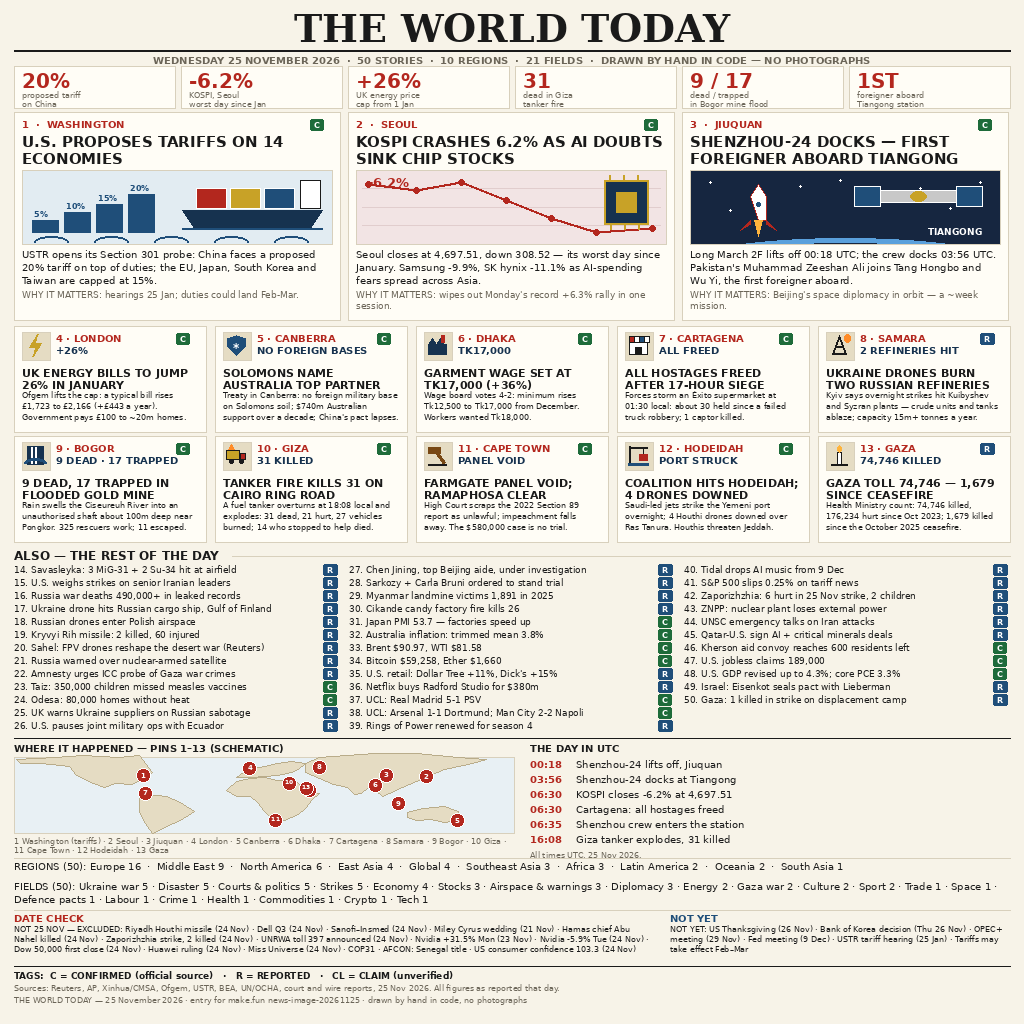 THE WORLD TODAY
WEDNESDAY 25 NOVEMBER 2026 · 50 STORIES · 10 REGIONS · 21 FIELDS · DRAWN BY HAND IN CODE — NO PHOTOGRAPHS
20%
proposed tariff
on China
-6.2%
KOSPI, Seoul
worst day since Jan
+26%
UK energy price
cap from 1 Jan
31
dead in Giza
tanker fire
9 / 17
dead / trapped
in Bogor mine flood
1ST
foreigner aboard
Tiangong station
1 · WASHINGTON
C
U.S. PROPOSES TARIFFS ON 14
ECONOMIES
5%
10%
15%
20%
USTR opens its Section 301 probe: China faces a proposed
20% tariff on top of duties; the EU, Japan, South Korea and
Taiwan are capped at 15%.
WHY IT MATTERS: hearings 25 Jan; duties could land Feb-Mar.
2 · SEOUL
C
KOSPI CRASHES 6.2% AS AI DOUBTS
SINK CHIP STOCKS
-6.2%
Seoul closes at 4,697.51, down 308.52 — its worst day since
January. Samsung -9.9%, SK hynix -11.1% as AI-spending
fears spread across Asia.
WHY IT MATTERS: wipes out Monday's record +6.3% rally in one
session.
3 · JIUQUAN
C
SHENZHOU-24 DOCKS — FIRST
FOREIGNER ABOARD TIANGONG
TIANGONG
Long March 2F lifts off 00:18 UTC; the crew docks 03:56 UTC.
Pakistan's Muhammad Zeeshan Ali joins Tang Hongbo and
Wu Yi, the first foreigner aboard.
WHY IT MATTERS: Beijing's space diplomacy in orbit — a ~week
mission.
4 · LONDON
C
+26%
UK ENERGY BILLS TO JUMP
26% IN JANUARY
Ofgem lifts the cap: a typical bill rises
£1,723 to £2,166 (+£443 a year).
Government pays £100 to ~20m homes.
5 · CANBERRA
C
NO FOREIGN BASES
SOLOMONS NAME
AUSTRALIA TOP PARTNER
Treaty in Canberra: no foreign military base
on Solomons soil; $740m Australian
support over a decade; China's pact lapses.
6 · DHAKA
C
TK17,000
GARMENT WAGE SET AT
TK17,000 (+36%)
Wage board votes 4-2: minimum rises
Tk12,500 to Tk17,000 from December.
Workers wanted Tk18,000.
7 · CARTAGENA
C
ALL FREED
ALL HOSTAGES FREED
AFTER 17-HOUR SIEGE
Forces storm an Éxito supermarket at
01:30 local: about 30 held since a failed
truck robbery; 1 captor killed.
8 · SAMARA
R
2 REFINERIES HIT
UKRAINE DRONES BURN
TWO RUSSIAN REFINERIES
Kyiv says overnight strikes hit Kuibyshev
and Syzran plants — crude units and tanks
ablaze; capacity 15m+ tonnes a year.
9 · BOGOR
C
9 DEAD · 17 TRAPPED
9 DEAD, 17 TRAPPED IN
FLOODED GOLD MINE
Rain swells the Ciseureuh River into an
unauthorised shaft about 100m deep near
Pongkor. 325 rescuers work; 11 escaped.
10 · GIZA
C
31 KILLED
TANKER FIRE KILLS 31 ON
CAIRO RING ROAD
A fuel tanker overturns at 18:08 local and
explodes: 31 dead, 21 hurt, 27 vehicles
burned; 14 who stopped to help died.
11 · CAPE TOWN
C
PANEL VOID
FARMGATE PANEL VOID;
RAMAPHOSA CLEAR
High Court scraps the 2022 Section 89
report as unlawful; impeachment falls
away. The $580,000 case is no trial.
12 · HODEIDAH
C
PORT STRUCK
COALITION HITS HODEIDAH;
4 DRONES DOWNED
Saudi-led jets strike the Yemeni port
overnight; 4 Houthi drones downed over
Ras Tanura. Houthis threaten Jeddah.
13 · GAZA
R
74,746 KILLED
GAZA TOLL 74,746 — 1,679
SINCE CEASEFIRE
Health Ministry count: 74,746 killed,
176,234 hurt since Oct 2023; 1,679 killed
since the October 2025 ceasefire.
ALSO — THE REST OF THE DAY
14. Savasleyka: 3 MiG-31 + 2 Su-34 hit at airfield R
15. U.S. weighs strikes on senior Iranian leaders R
16. Russia war deaths 490,000+ in leaked records R
17. Ukraine drone hits Russian cargo ship, Gulf of Finland R
18. Russian drones enter Polish airspace R
19. Kryvyi Rih missile: 2 killed, 60 injured R
20. Sahel: FPV drones reshape the desert war (Reuters) R
21. Russia warned over nuclear-armed satellite R
22. Amnesty urges ICC probe of Gaza war crimes R
23. Taiz: 350,000 children missed measles vaccines C
24. Odesa: 80,000 homes without heat C
25. UK warns Ukraine suppliers on Russian sabotage R
26. U.S. pauses joint military ops with Ecuador R
27. Chen Jining, top Beijing aide, under investigation R
28. Sarkozy + Carla Bruni ordered to stand trial R
29. Myanmar landmine victims 1,891 in 2025 R
30. Cikande candy factory fire kills 26 R
31. Japan PMI 53.7 — factories speed up C
32. Australia inflation: trimmed mean 3.8% C
33. Brent $90.97, WTI $81.58 C
34. Bitcoin $59,258, Ether $1,660 C
35. U.S. retail: Dollar Tree +11%, Dick's +15% R
36. Netflix buys Radford Studio for $380m R
37. UCL: Real Madrid 5-1 PSV C
38. UCL: Arsenal 1-1 Dortmund; Man City 2-2 Napoli C
39. Rings of Power renewed for season 4 R
40. Tidal drops AI music from 9 Dec R
41. S&P 500 slips 0.25% on tariff news R
42. Zaporizhzhia: 6 hurt in 25 Nov strike, 2 children R
43. ZNPP: nuclear plant loses external power R
44. UNSC emergency talks on Iran attacks R
45. Qatar-U.S. sign AI + critical minerals deals R
46. Kherson aid convoy reaches 600 residents left C
47. U.S. jobless claims 189,000 C
48. U.S. GDP revised up to 4.3%; core PCE 3.3% C
49. Israel: Eisenkot seals pact with Lieberman R
50. Gaza: 1 killed in strike on displacement camp R
WHERE IT HAPPENED — PINS 1–13 (SCHEMATIC)
1
7
4
8
10
13
11
6
3
2
9
5
1 Washington (tariffs) · 2 Seoul · 3 Jiuquan · 4 London · 5 Canberra · 6 Dhaka · 7 Cartagena · 8 Samara · 9 Bogor · 10 Giza ·
11 Cape Town · 12 Hodeidah · 13 Gaza
THE DAY IN UTC
00:18 Shenzhou-24 lifts off, Jiuquan
03:56 Shenzhou-24 docks at Tiangong
06:30 KOSPI closes -6.2% at 4,697.51
06:30 Cartagena: all hostages freed
06:35 Shenzhou crew enters the station
16:08 Giza tanker explodes, 31 killed
All times UTC, 25 Nov 2026.
REGIONS (50): Europe 16 · Middle East 9 · North America 6 · East Asia 4 · Global 4 · Southeast Asia 3 · Africa 3 · Latin America 2 · Oceania 2 · South Asia 1
FIELDS (50): Ukraine war 5 · Disaster 5 · Courts & politics 5 · Strikes 5 · Economy 4 · Stocks 3 · Airspace & warnings 3 · Diplomacy 3 · Energy 2 · Gaza war 2 · Culture 2 · Sport 2 · Trade 1 · Space 1 ·
Defence pacts 1 · Labour 1 · Crime 1 · Health 1 · Commodities 1 · Crypto 1 · Tech 1
DATE CHECK
NOT 25 NOV — EXCLUDED: Riyadh Houthi missile (24 Nov) · Dell Q3 (24 Nov) · Sanofi–Insmed (24 Nov) · Miley Cyrus wedding (21 Nov) · Hamas chief Abu
Nahel killed (24 Nov) · Zaporizhzhia strike, 2 killed (24 Nov) · UNRWA toll 397 announced (24 Nov) · Nvidia +31.5% Mon (23 Nov) · Nvidia -5.9% Tue (24 Nov) ·
Dow 50,000 first close (24 Nov) · Huawei ruling (24 Nov) · Miss Universe (24 Nov) · COP31 · AFCON: Senegal title · US consumer confidence 103.3 (24 Nov)
NOT YET
NOT YET: US Thanksgiving (26 Nov) · Bank of Korea decision (Thu 26 Nov) · OPEC+
meeting (29 Nov) · Fed meeting (9 Dec) · USTR tariff hearing (25 Jan) · Tariffs may
take effect Feb–Mar
TAGS: C = CONFIRMED (official source) · R = REPORTED · CL = CLAIM (unverified)
Sources: Reuters, AP, Xinhua/CMSA, Ofgem, USTR, BEA, UN/OCHA, court and wire reports, 25 Nov 2026. All figures as reported that day.
THE WORLD TODAY — 25 November 2026 · entry for make.fun news-image-20261125 · drawn by hand in code, no photographs